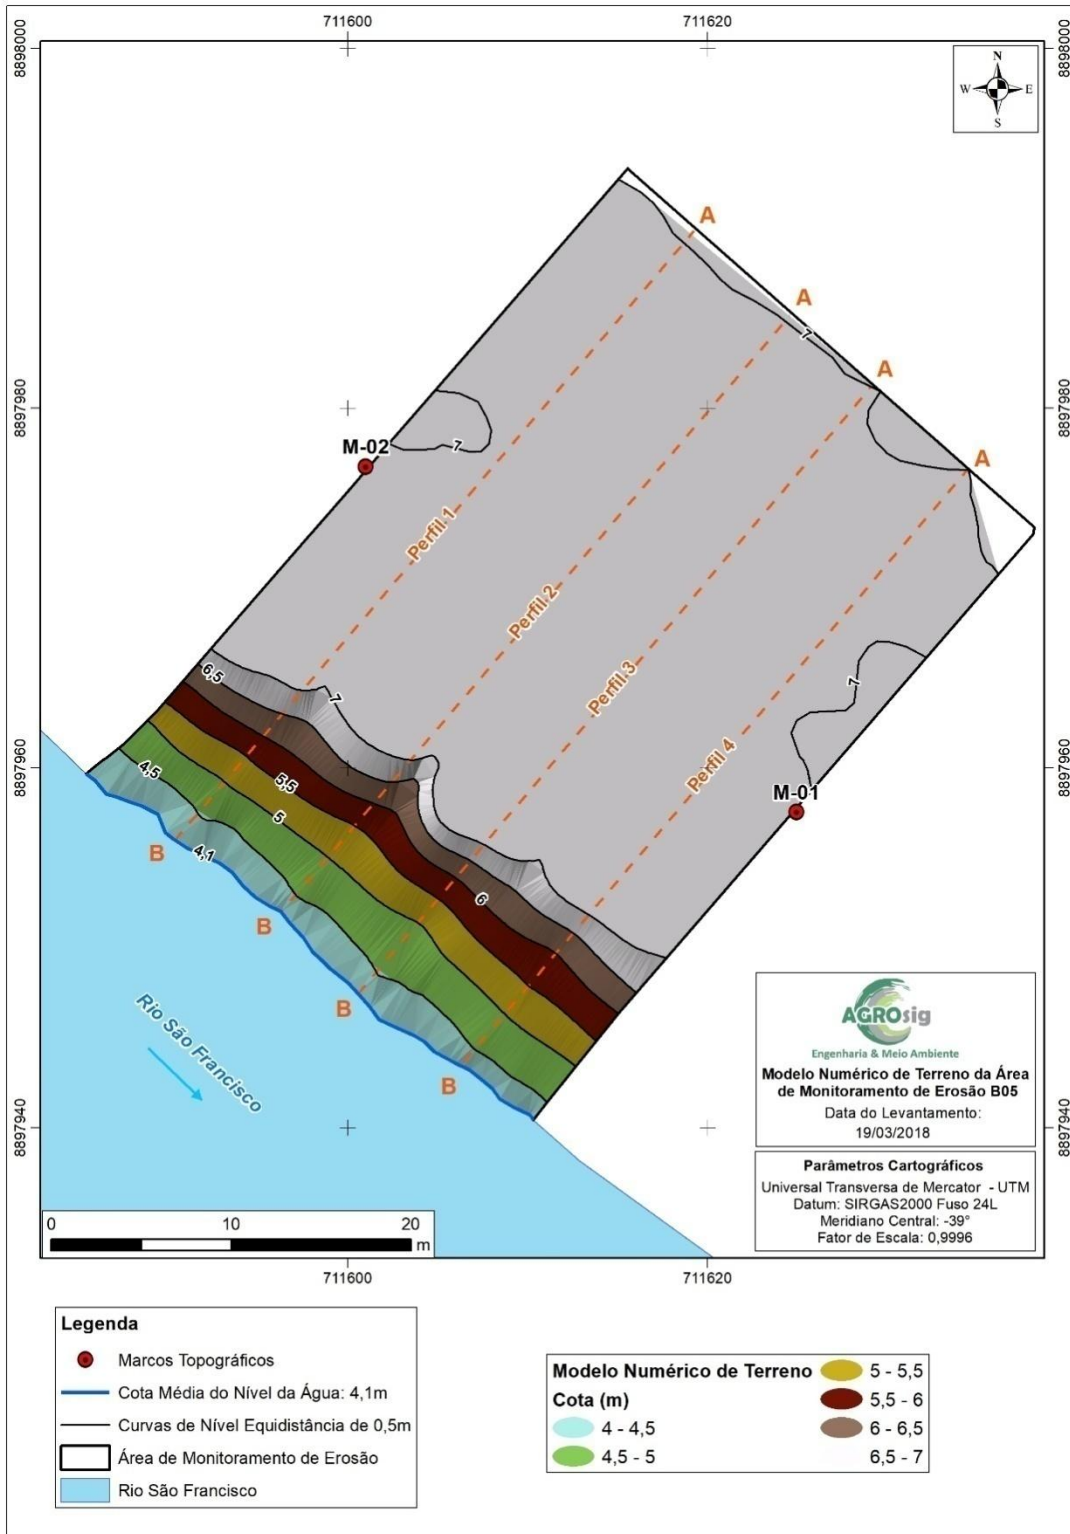 711600
711620
8898000
8898000
N
W
E
S
A
A
7
A
8897980
8897980
7
M-02
A
Perfil 1
Perfil 2
Perfil 3
Perfil 4
6,5
7
7
8897960
8897960
4,5
5,5
M-01
5
B
4,1
6
B
B
B
Rio São Francisco
AGROsig
Engenharia & Meio Ambiente
Modelo Numérico de Terreno da Área
de Monitoramento de Erosão B05
Data do Levantamento:
19/03/2018
8897940
8897940
Parâmetros Cartográficos
Universal Transversa de Mercator - UTM
Datum: SIRGAS2000 Fuso 24L
Meridiano Central: -39°
Fator de Escala: 0,9996
0
10
20
m
711600
711620
Legenda
Marcos Topográficos
Cota Média do Nível da Água: 4,1m
Curvas de Nível Equidistância de 0,5m
Área de Monitoramento de Erosão
Rio São Francisco
Modelo Numérico de Terreno
Cota (m)
4 - 4,5
4,5 - 5
5 - 5,5
5,5 - 6
6 - 6,5
6,5 - 7